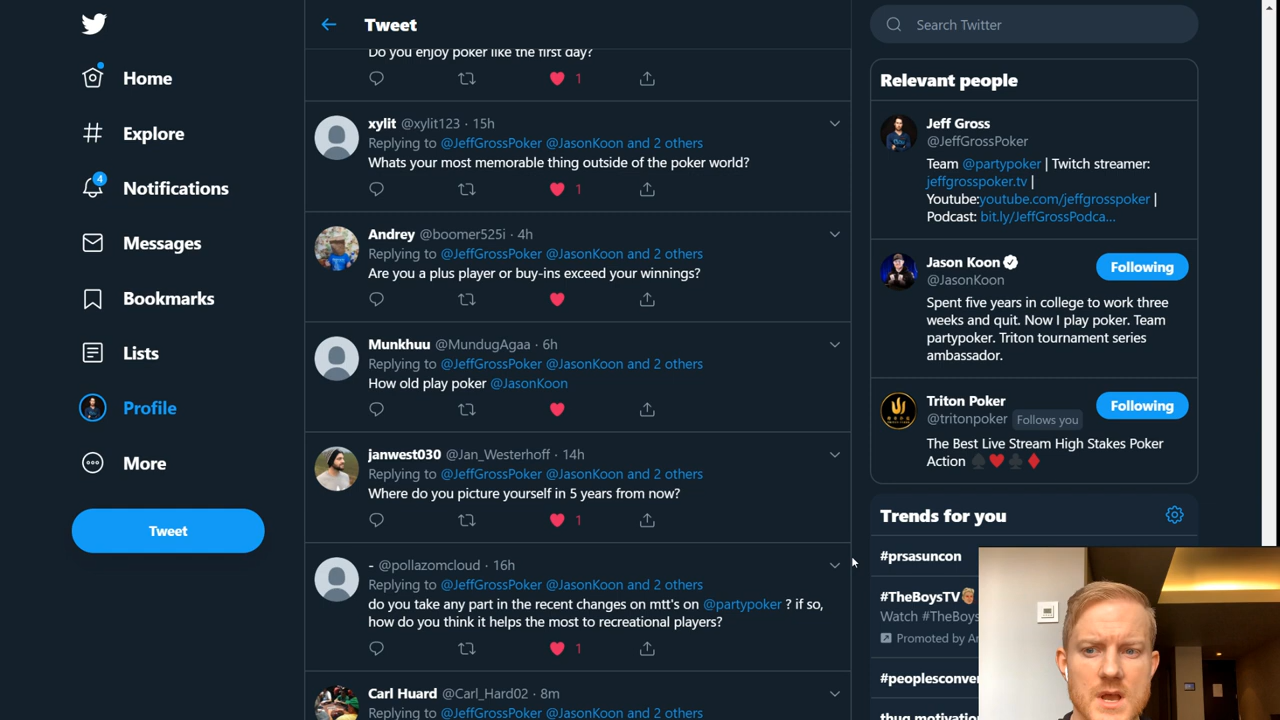 Home
Explore
4
Notifications
Messages
Bookmarks
Lists
Profile
More
Tweet
Tweet
Do you enjoy poker like the first day?
1
xylit @xylit123 · 15h
Replying to @JeffGrossPoker @JasonKoon and 2 others
Whats your most memorable thing outside of the poker world?
1
Andrey @boomer525i · 4h
Replying to @JeffGrossPoker @JasonKoon and 2 others
Are you a plus player or buy-ins exceed your winnings?
Munkhuu @MundugAgaa · 6h
Replying to @JeffGrossPoker @JasonKoon and 2 others
How old play poker @JasonKoon
janwest030 @Jan_Westerhoff · 14h
Replying to @JeffGrossPoker @JasonKoon and 2 others
Where do you picture yourself in 5 years from now?
1
- @pollazomcloud · 16h
Replying to @JeffGrossPoker @JasonKoon and 2 others
do you take any part in the recent changes on mtt's on @partypoker ? if so,
how do you think it helps the most to recreational players?
1
Carl Huard @Carl_Hard02 · 8m
Replying to @JeffGrossPoker @JasonKoon and 2 others
Search Twitter
Relevant people
Jeff Gross
@JeffGrossPoker
Team @partypoker | Twitch streamer:
jeffgrosspoker.tv |
Youtube:youtube.com/jeffgrosspoker |
Podcast: bit.ly/JeffGrossPodca...
Jason Koon
@JasonKoon
Following
Spent five years in college to work three
weeks and quit. Now I play poker. Team
partypoker. Triton tournament series
ambassador.
Triton Poker
@tritonpoker Follows you
Following
The Best Live Stream High Stakes Poker
Action ♠️♥️♣️♦️
Trends for you
#prsasuncon
#TheBoysTV
Watch #TheBoys
Promoted by A
#peoplesconve
thug motivatio